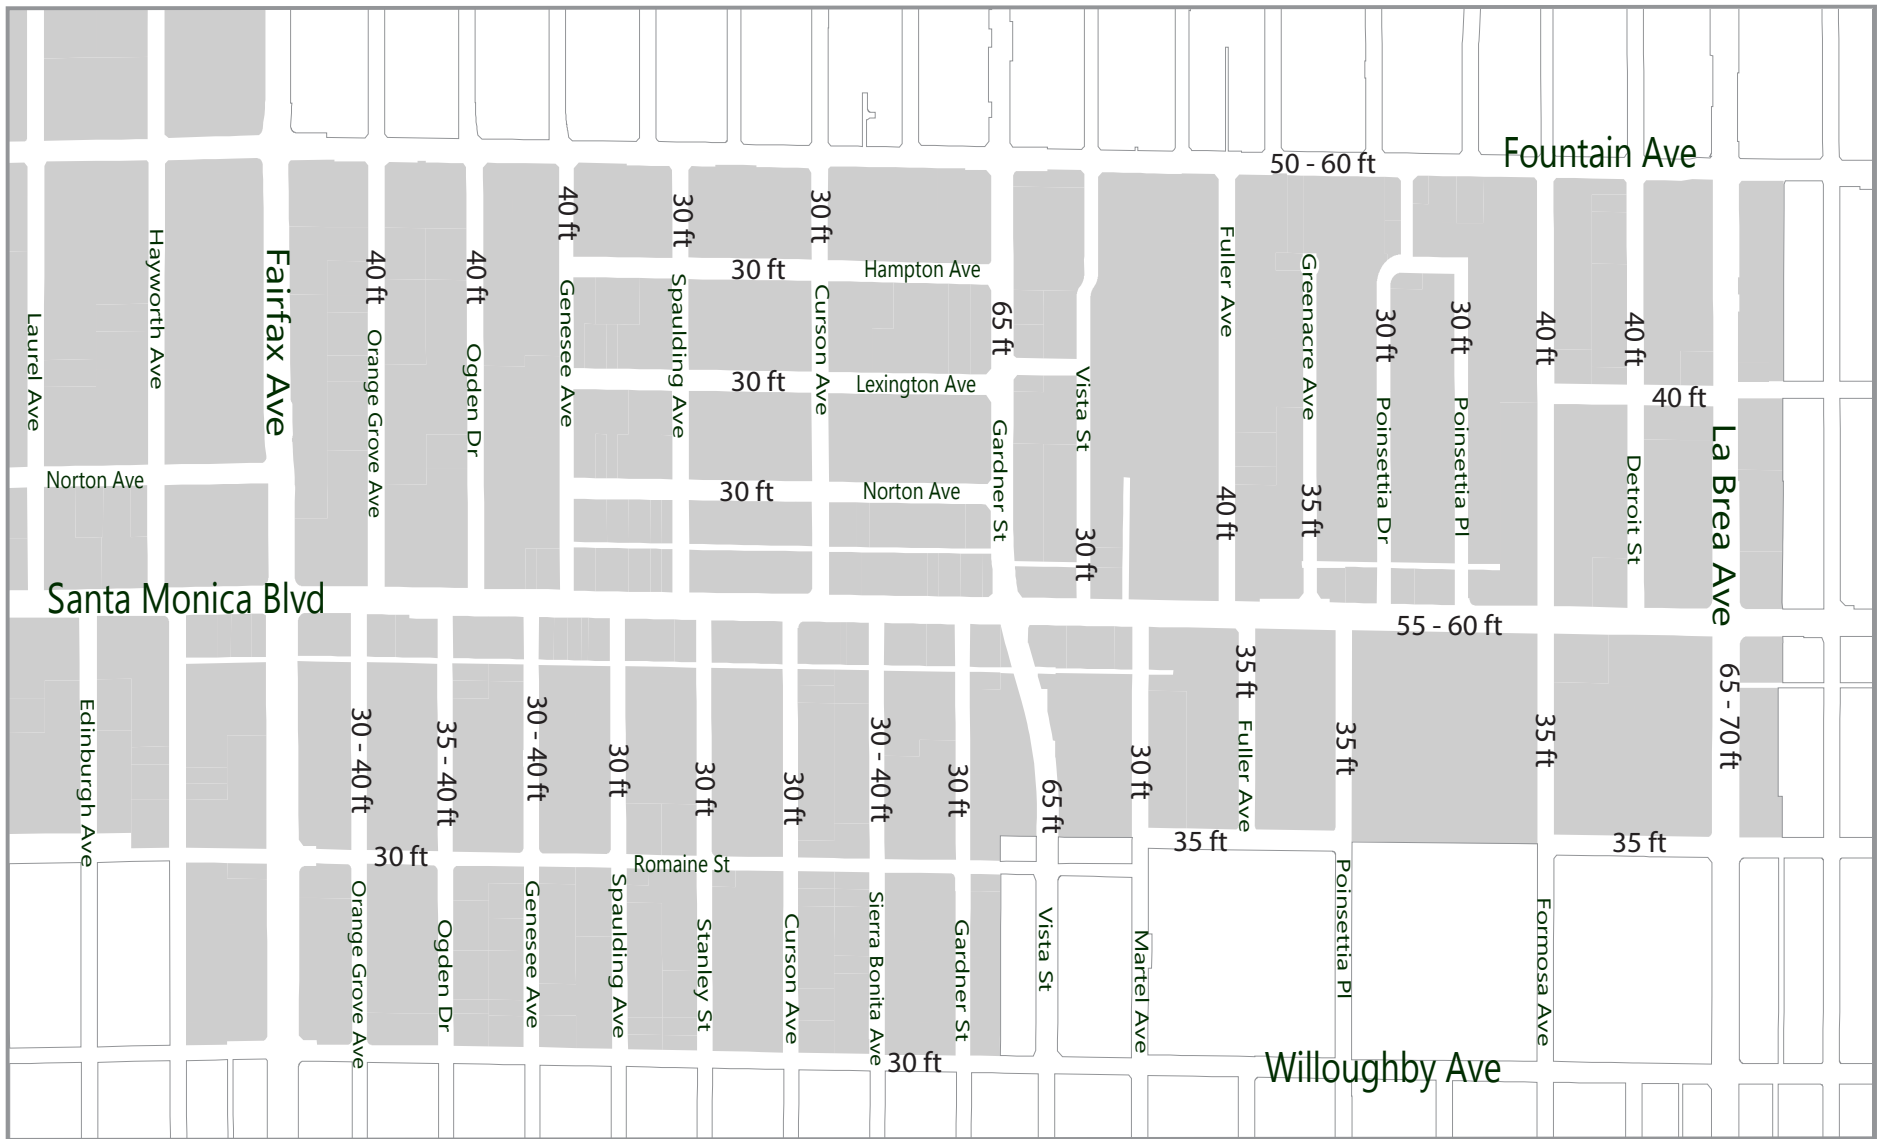 Fountain Ave
50 - 60 ft
Laurel Ave
Hayworth Ave
Fairfax Ave
40 ft
Orange Grove Ave
40 ft
Ogden Dr
40 ft
Genesee Ave
30 ft
Spaulding Ave
30 ft
Curson Ave
30 ft
Hampton Ave
30 ft
Lexington Ave
30 ft
Norton Ave
65 ft
Gardner St
Vista St
30 ft
Fuller Ave
40 ft
Greenacre Ave
35 ft
30 ft
Poinsettia Dr
30 ft
Poinsettia Pl
40 ft
40 ft
Detroit St
40 ft
La Brea Ave
Norton Ave
Santa Monica Blvd
55 - 60 ft
Edinburgh Ave
30 - 40 ft
35 - 40 ft
30 - 40 ft
30 ft
30 ft
30 ft
30 - 40 ft
30 ft
65 ft
30 ft
35 ft
Fuller Ave
35 ft
35 ft
65 - 70 ft
35 ft
35 ft
30 ft
Romaine St
Orange Grove Ave
Ogden Dr
Genesee Ave
Spaulding Ave
Stanley St
Curson Ave
Sierra Bonita Ave
Gardner St
Vista St
Martel Ave
Poinsettia Pl
Formosa Ave
30 ft
Willoughby Ave